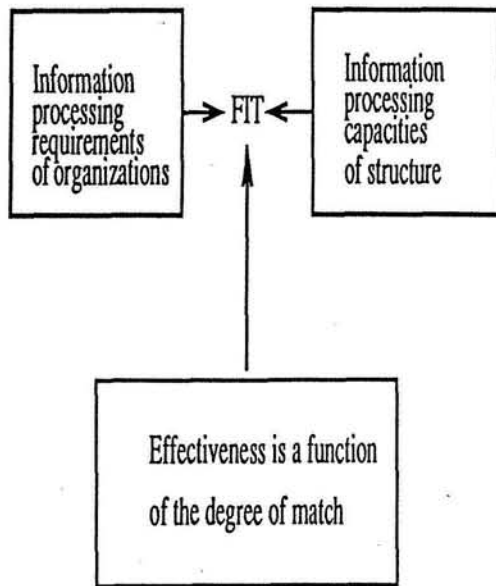 Information
processing
requirements
of organizations
FIT
Information
processing
capacities
of structure
Effectiveness is a function
of the degree of match